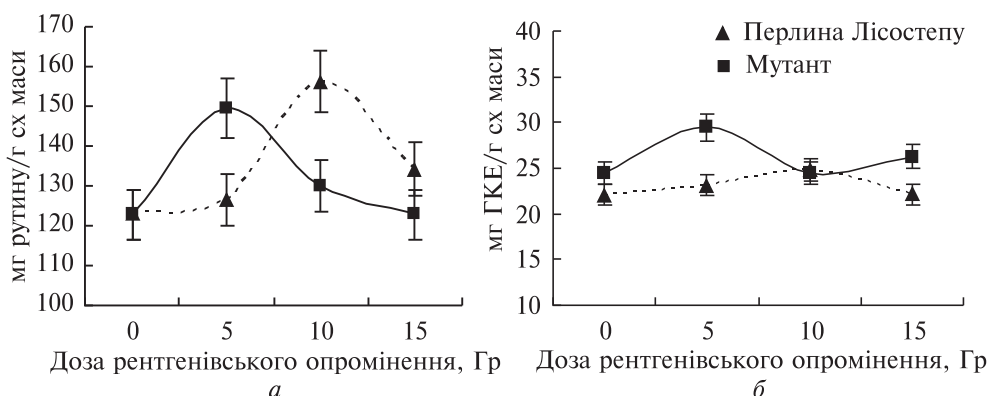 мг рутину/г сх маси
170
160
150
140
130
120
110
100
0 5 10 15
Доза рентгенівського опромінення, Гр
а
мг ГКЕ/г сх маси
40
35
30
25
20
15
10
Перлина Лісостепу
Мутант
0 5 10 15
Доза рентгенівського опромінення, Гр
б